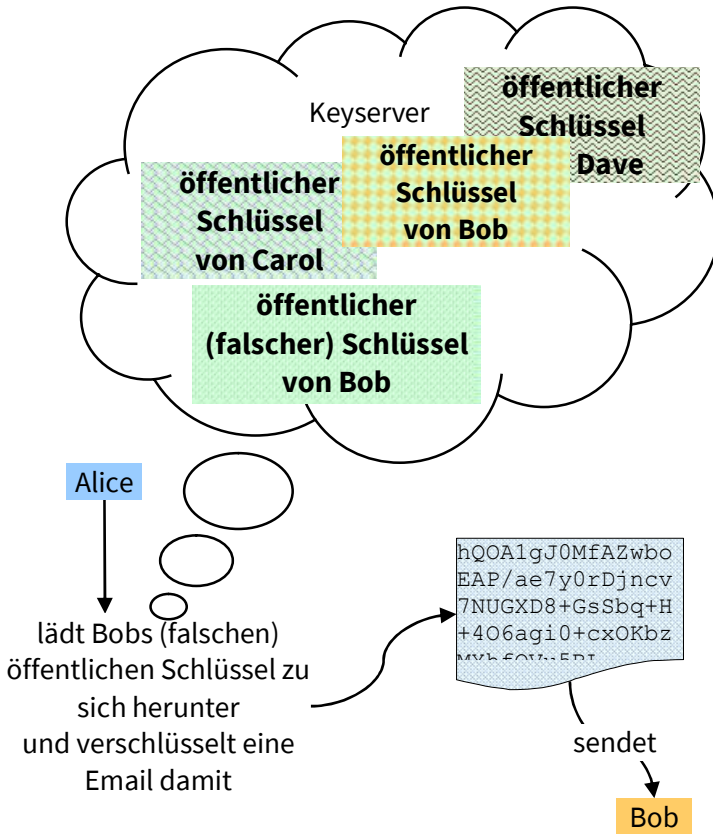 Keyserver
öffentlicher
Schlüssel
Dave
öffentlicher
Schlüssel
von Bob
öffentlicher
Schlüssel
von Carol
öffentlicher
(falscher) Schlüssel
von Bob
Alice
lädt Bobs (falschen)
öffentlichen Schlüssel zu
sich herunter
und verschlüsselt eine
Email damit
hQOA1gJ0MfAZwbo
EAP/ae7y0rDjncv
7NUGXD8+GsSbq+H
+4O6agi0+cxOKbz
sendet
Bob